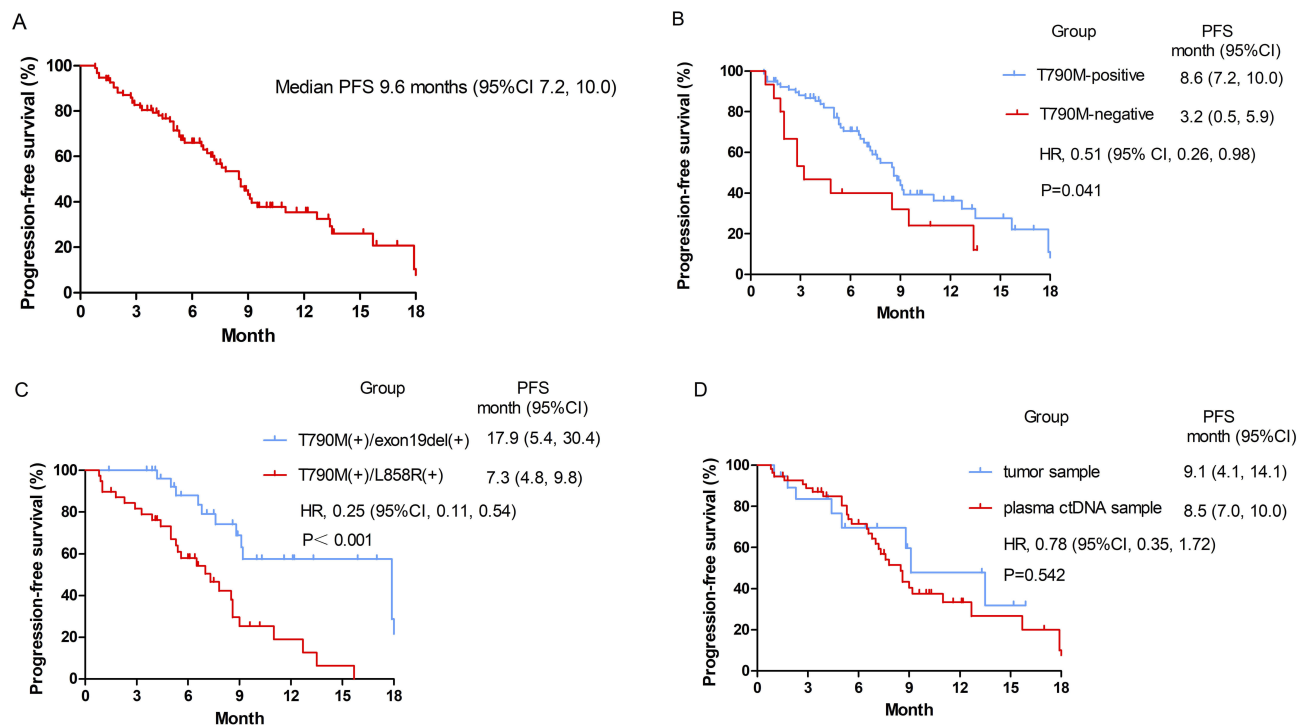 A
Progression-free survival (%)
100
80
60
40
20
0
Median PFS 9.6 months (95%CI 7.2, 10.0)
0 3 6 9 12 15 18
Month
B
Group PFS
month (95%CI)
T790M-positive 8.6 (7.2, 10.0)
T790M-negative 3.2 (0.5, 5.9)
HR, 0.51 (95% CI, 0.26, 0.98)
P=0.041
Progression-free survival (%)
100
80
60
40
20
0
0 3 6 9 12 15 18
Month
C
Group PFS
month (95%CI)
T790M(+)/exon19del(+) 17.9 (5.4, 30.4)
T790M(+)/L858R(+) 7.3 (4.8, 9.8)
HR, 0.25 (95%CI, 0.11, 0.54)
P< 0.001
Progression-free survival (%)
100
80
60
40
20
0
0 3 6 9 12 15 18
Month
D
Group PFS
month (95%CI)
tumor sample 9.1 (4.1, 14.1)
plasma ctDNA sample 8.5 (7.0, 10.0)
HR, 0.78 (95%CI, 0.35, 1.72)
P=0.542
Progression-free survival (%)
100
80
60
40
20
0
0 3 6 9 12 15 18
Month